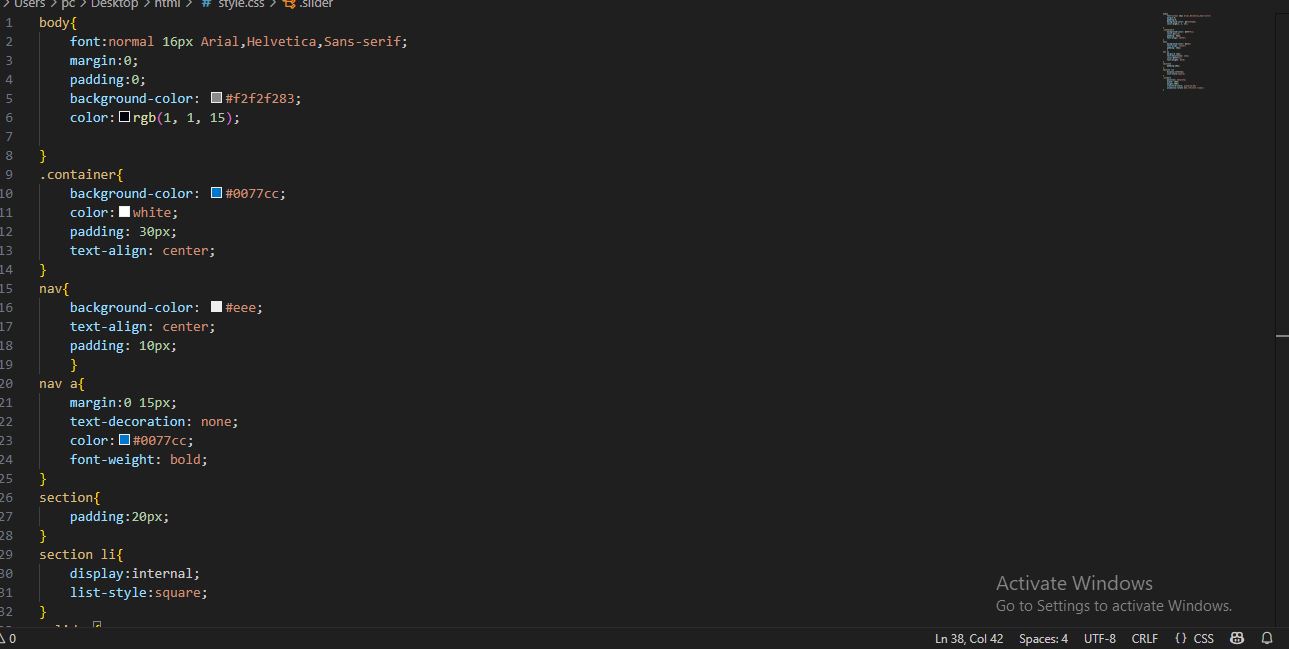 > Users > pc > Desktop > html > # style.css > .slider
1 body{
2 font:normal 16px Arial,Helvetica,Sans-serif;
3 margin:0;
4 padding:0;
5 background-color: #f2f2f283;
6 color:rgb(1, 1, 15);
7
8 }
9 .container{
10 background-color: #0077cc;
11 color:white;
12 padding: 30px;
13 text-align: center;
14 }
15 nav{
16 background-color: #eee;
17 text-align: center;
18 padding: 10px;
19 }
20 nav a{
21 margin:0 15px;
22 text-decoration: none;
23 color:#0077cc;
24 font-weight: bold;
25 }
26 section{
27 padding:20px;
28 }
29 section li{
30 display:internal;
31 list-style:square;
32 }
Activate Windows
Go to Settings to activate Windows.
0 Ln 38, Col 42 Spaces: 4 UTF-8 CRLF {} CSS